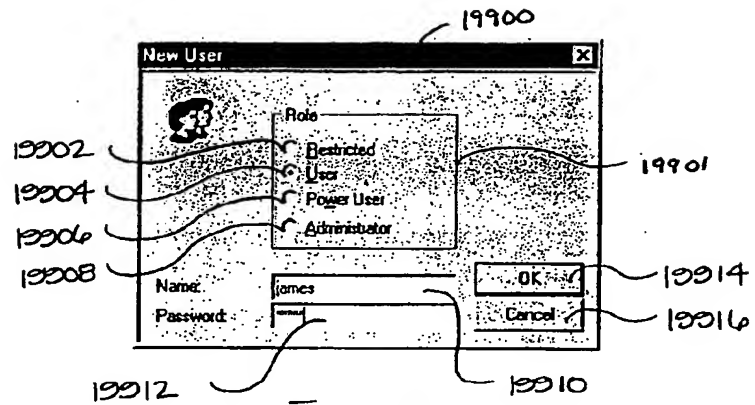 19900
New User
Role
19902
Restricted
19901
19904
User
19906
Power User
19908
Administrator
Name:
james
OK
19914
Password:
Cancel
19916
19912
19910